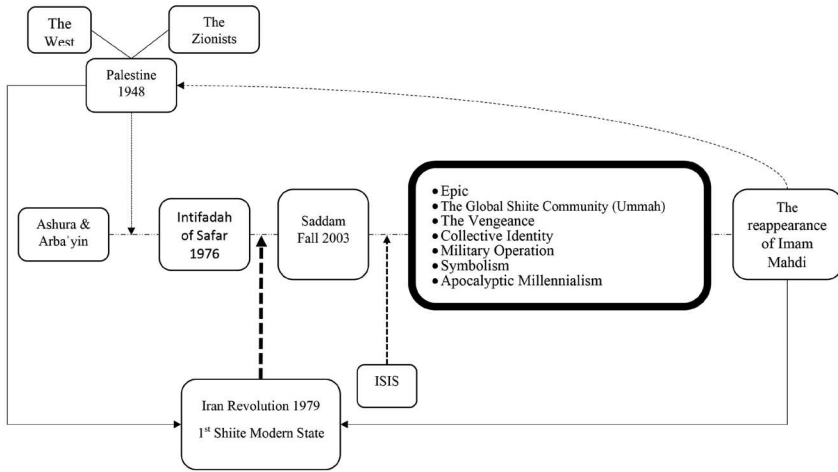 The
West
The
Zionists
Palestine
1948
Ashura &
Arba'yin
Intifadah
of Safar
1976
Saddam
Fall 2003
• Epic
• The Global Shiite Community (Ummah)
• The Vengeance
• Collective Identity
• Military Operation
• Symbolism
• Apocalyptic Millennialism
The
reappearance
of Imam
Mahdi
ISIS
Iran Revolution 1979
1st Shiite Modern State